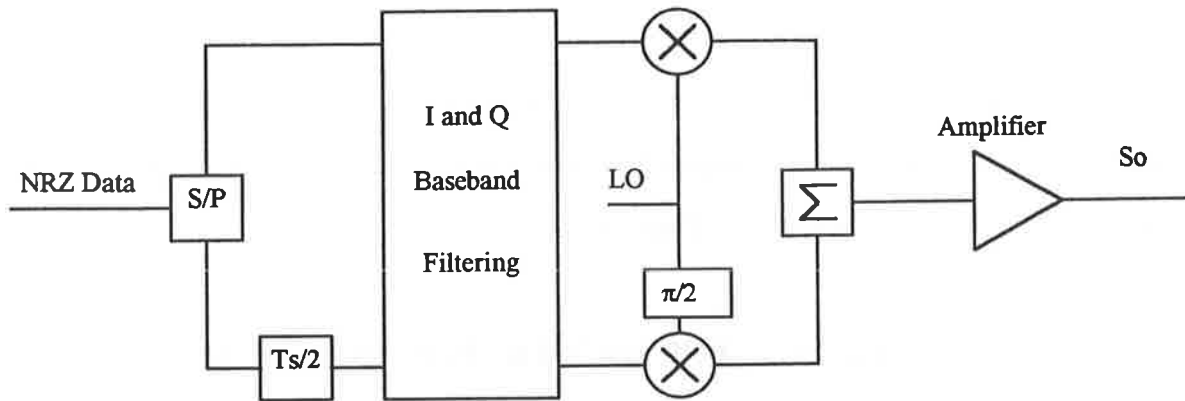 NRZ Data
S/P
Ts/2
I and Q
Baseband
Filtering
LO
π/2
Σ
Amplifier
So